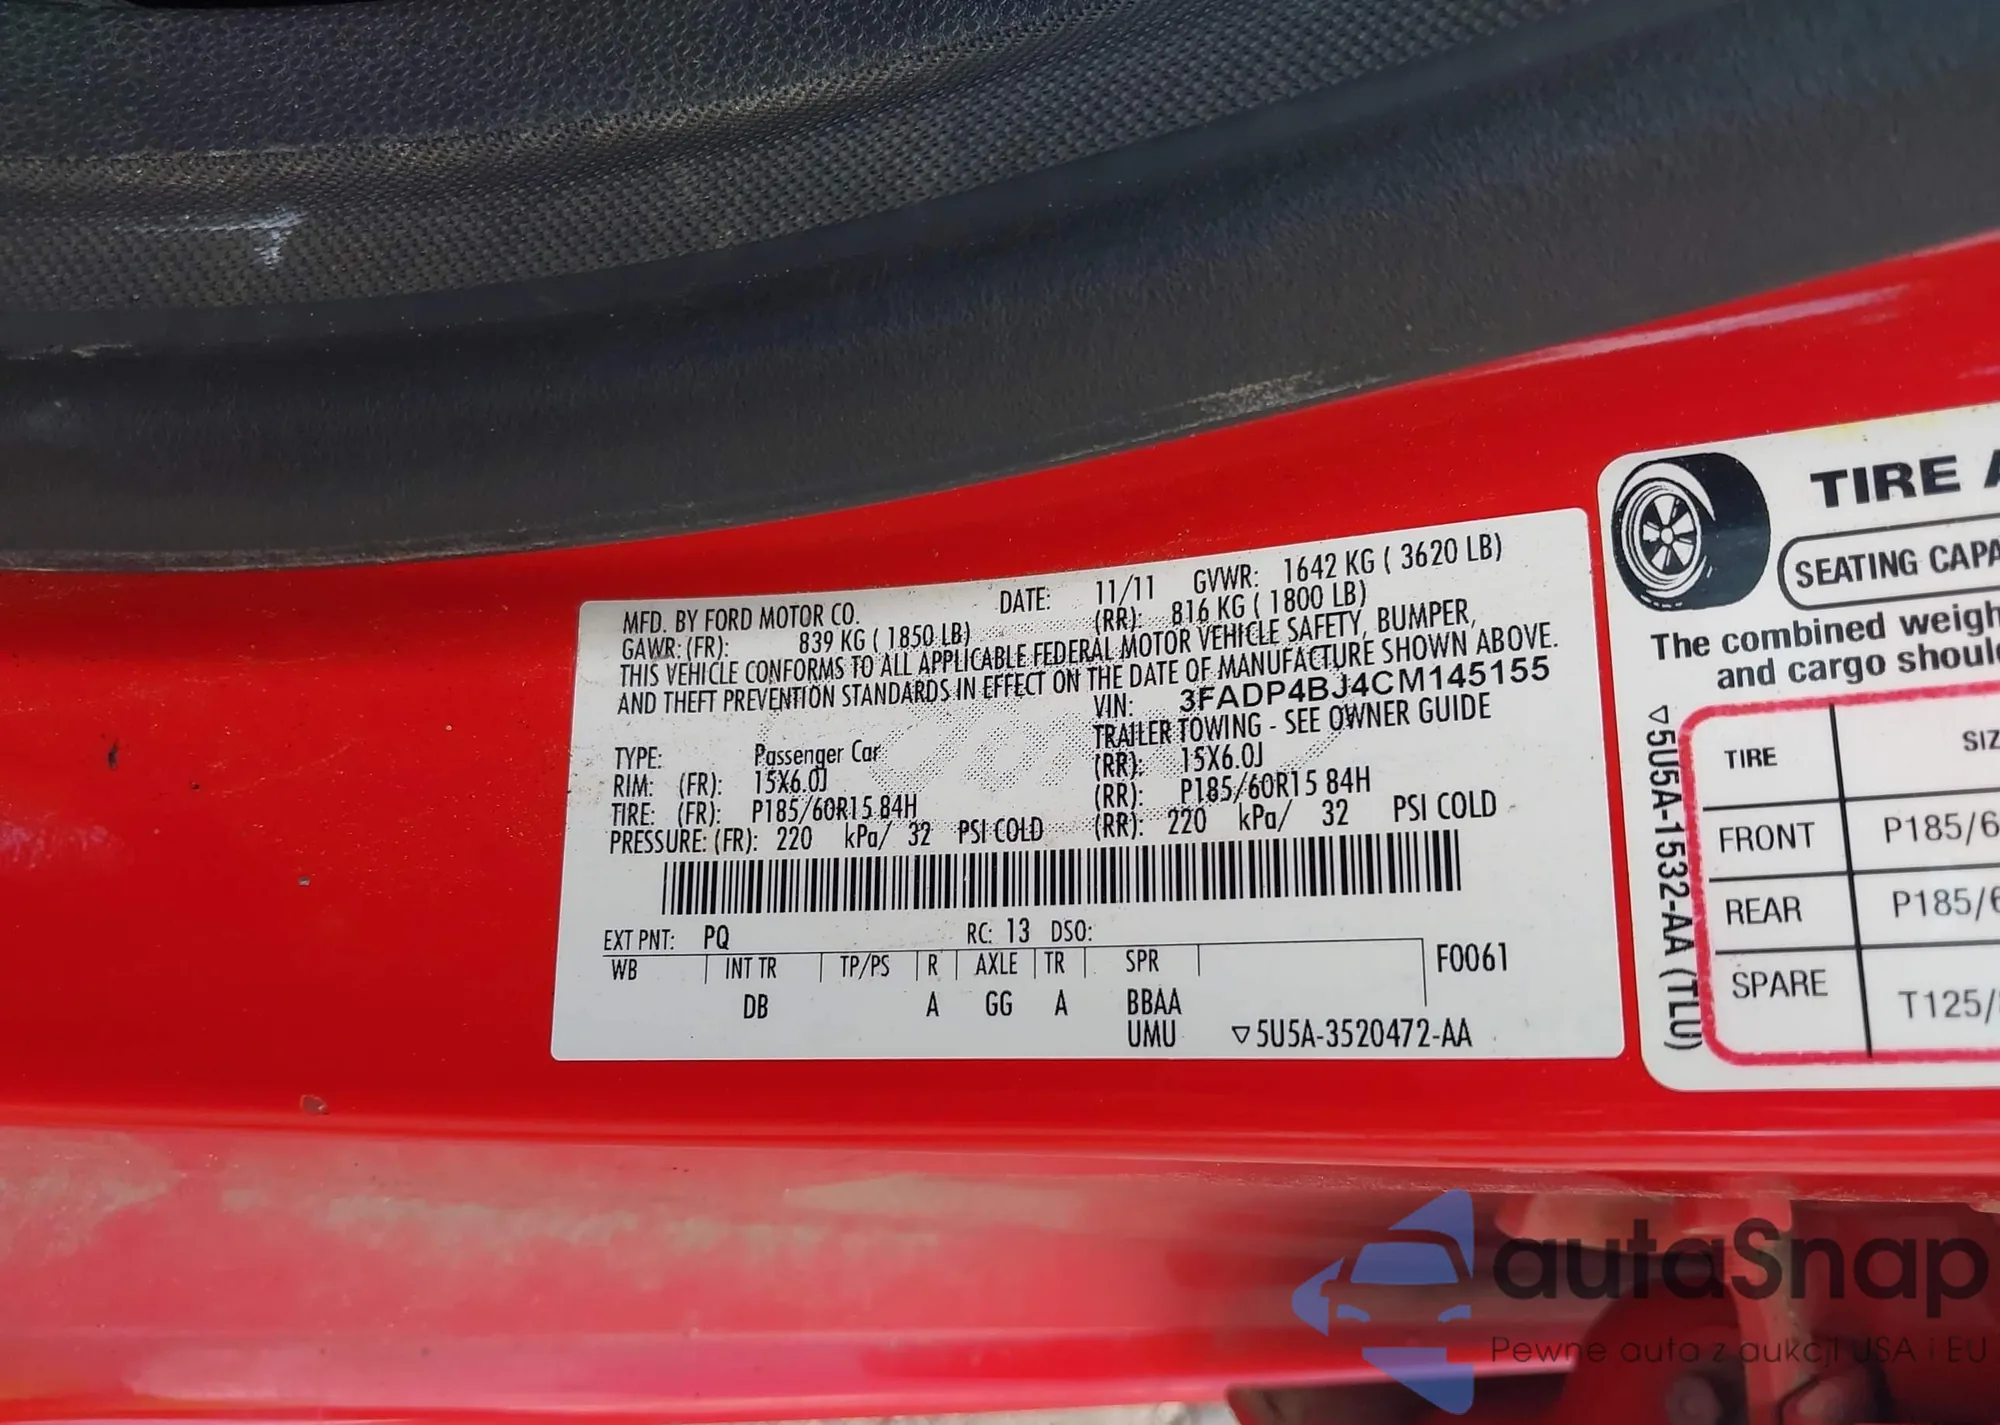 MFD. BY FORD MOTOR CO. DATE: 11/11 GVWR: 1642 KG ( 3620 LB)
GAWR: (FR): 839 KG ( 1850 LB) (RR): 816 KG ( 1800 LB)
THIS VEHICLE CONFORMS TO ALL APPLICABLE FEDERAL MOTOR VEHICLE SAFETY, BUMPER,
AND THEFT PREVENTION STANDARDS IN EFFECT ON THE DATE OF MANUFACTURE SHOWN ABOVE.
VIN: 3FADP4BJ4CM145155
TRAILER TOWING - SEE OWNER GUIDE
TYPE: Passenger Car
RIM: (FR): 15X6.0J (RR): 15X6.0J
TIRE: (FR): P185/60R15 84H (RR): P185/60R15 84H
PRESSURE: (FR): 220 kPa/ 32 PSI COLD (RR): 220 kPa/ 32 PSI COLD
EXT PNT: PQ RC: 13 DSO:
WB INT TR TP/PS R AXLE TR SPR F0061
DB A GG A BBAA
UMU ▽5U5A-3520472-AA
TIRE A
SEATING CAPA
The combined weigh
and cargo shoul
▽5U5A-1532-AA (TLU)
TIRE SIZ
FRONT P185/6
REAR P185/6
SPARE T125/
autaSnap
Pewne auta z aukcji USA i EU